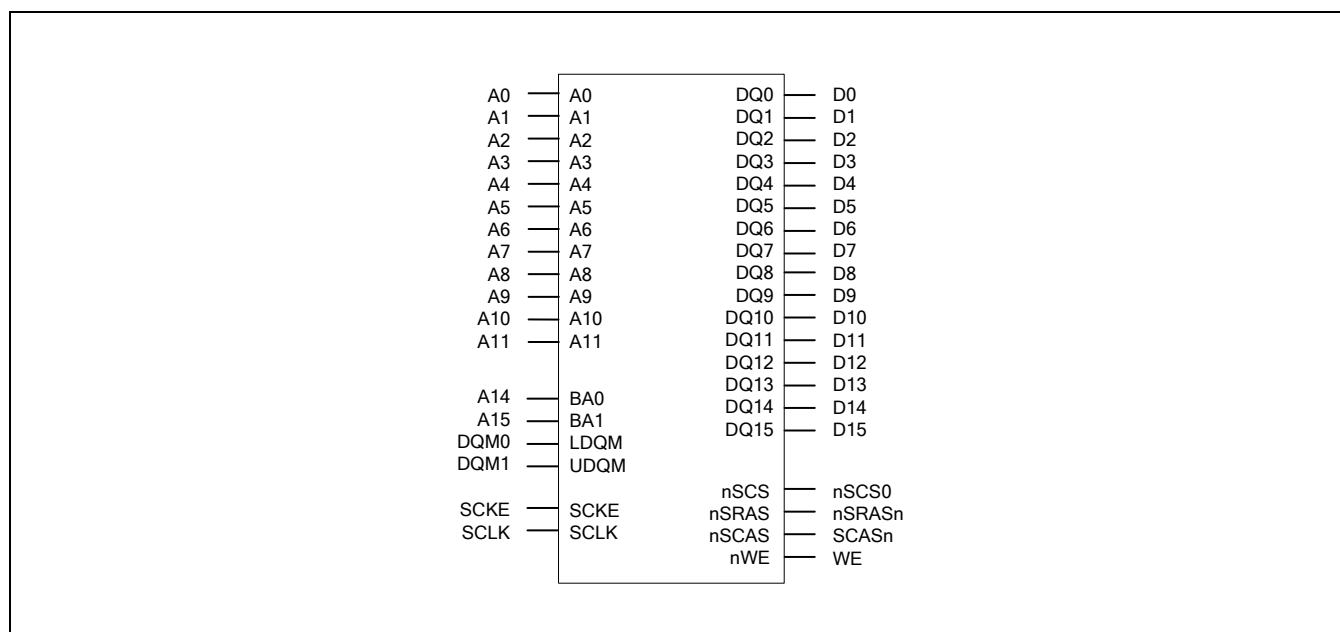 A0 A0 DQ0 D0
A1 A1 DQ1 D1
A2 A2 DQ2 D2
A3 A3 DQ3 D3
A4 A4 DQ4 D4
A5 A5 DQ5 D5
A6 A6 DQ6 D6
A7 A7 DQ7 D7
A8 A8 DQ8 D8
A9 A9 DQ9 D9
A10 A10 DQ10 D10
A11 A11 DQ11 D11
DQ12 D12
DQ13 D13
A14 BA0
DQ14 D14
A15 BA1
DQ15 D15
DQM0 LDQM
DQM1 UDQM
nSCS nSCS0
SCKE SCKE nSRAS nSRASn
SCLK SCLK nSCAS SCASn
nWE WE